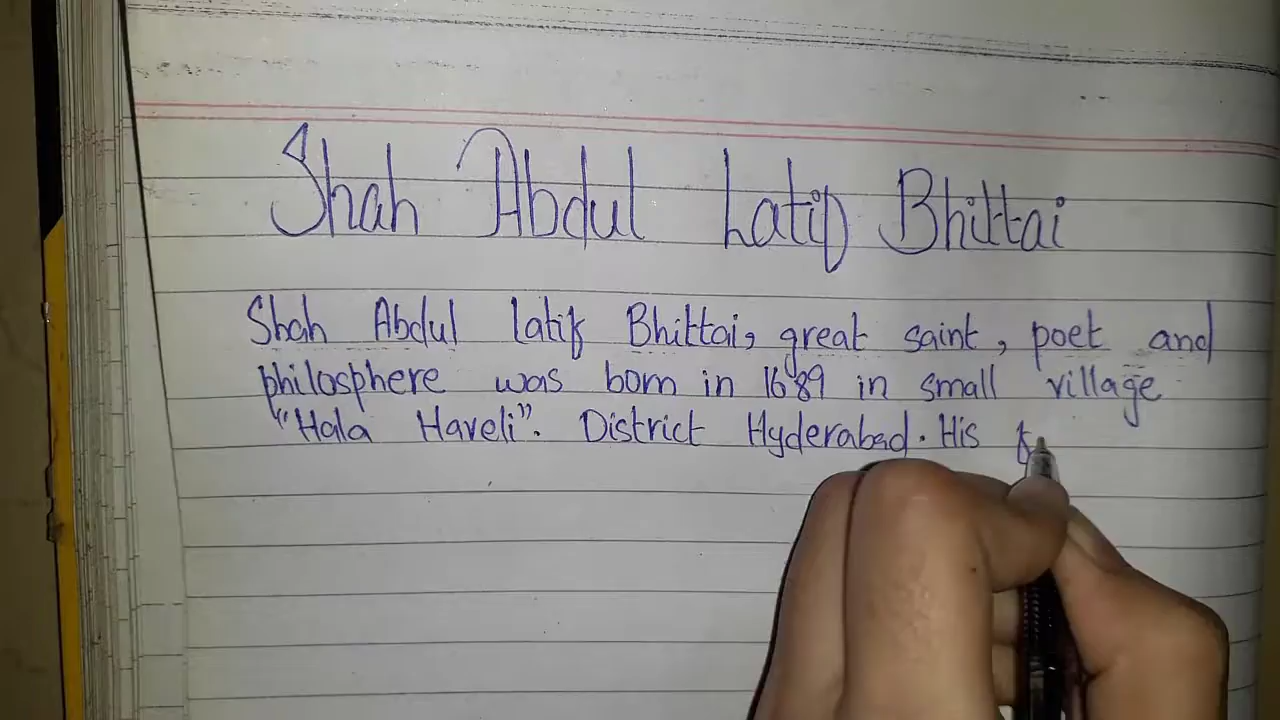 Shah Abdul Latif Bhittai
Shah Abdul latif Bhittai, great saint, poet and
philosphere was born in 1689 in small village
"Hala Haveli". District Hyderabad. His f